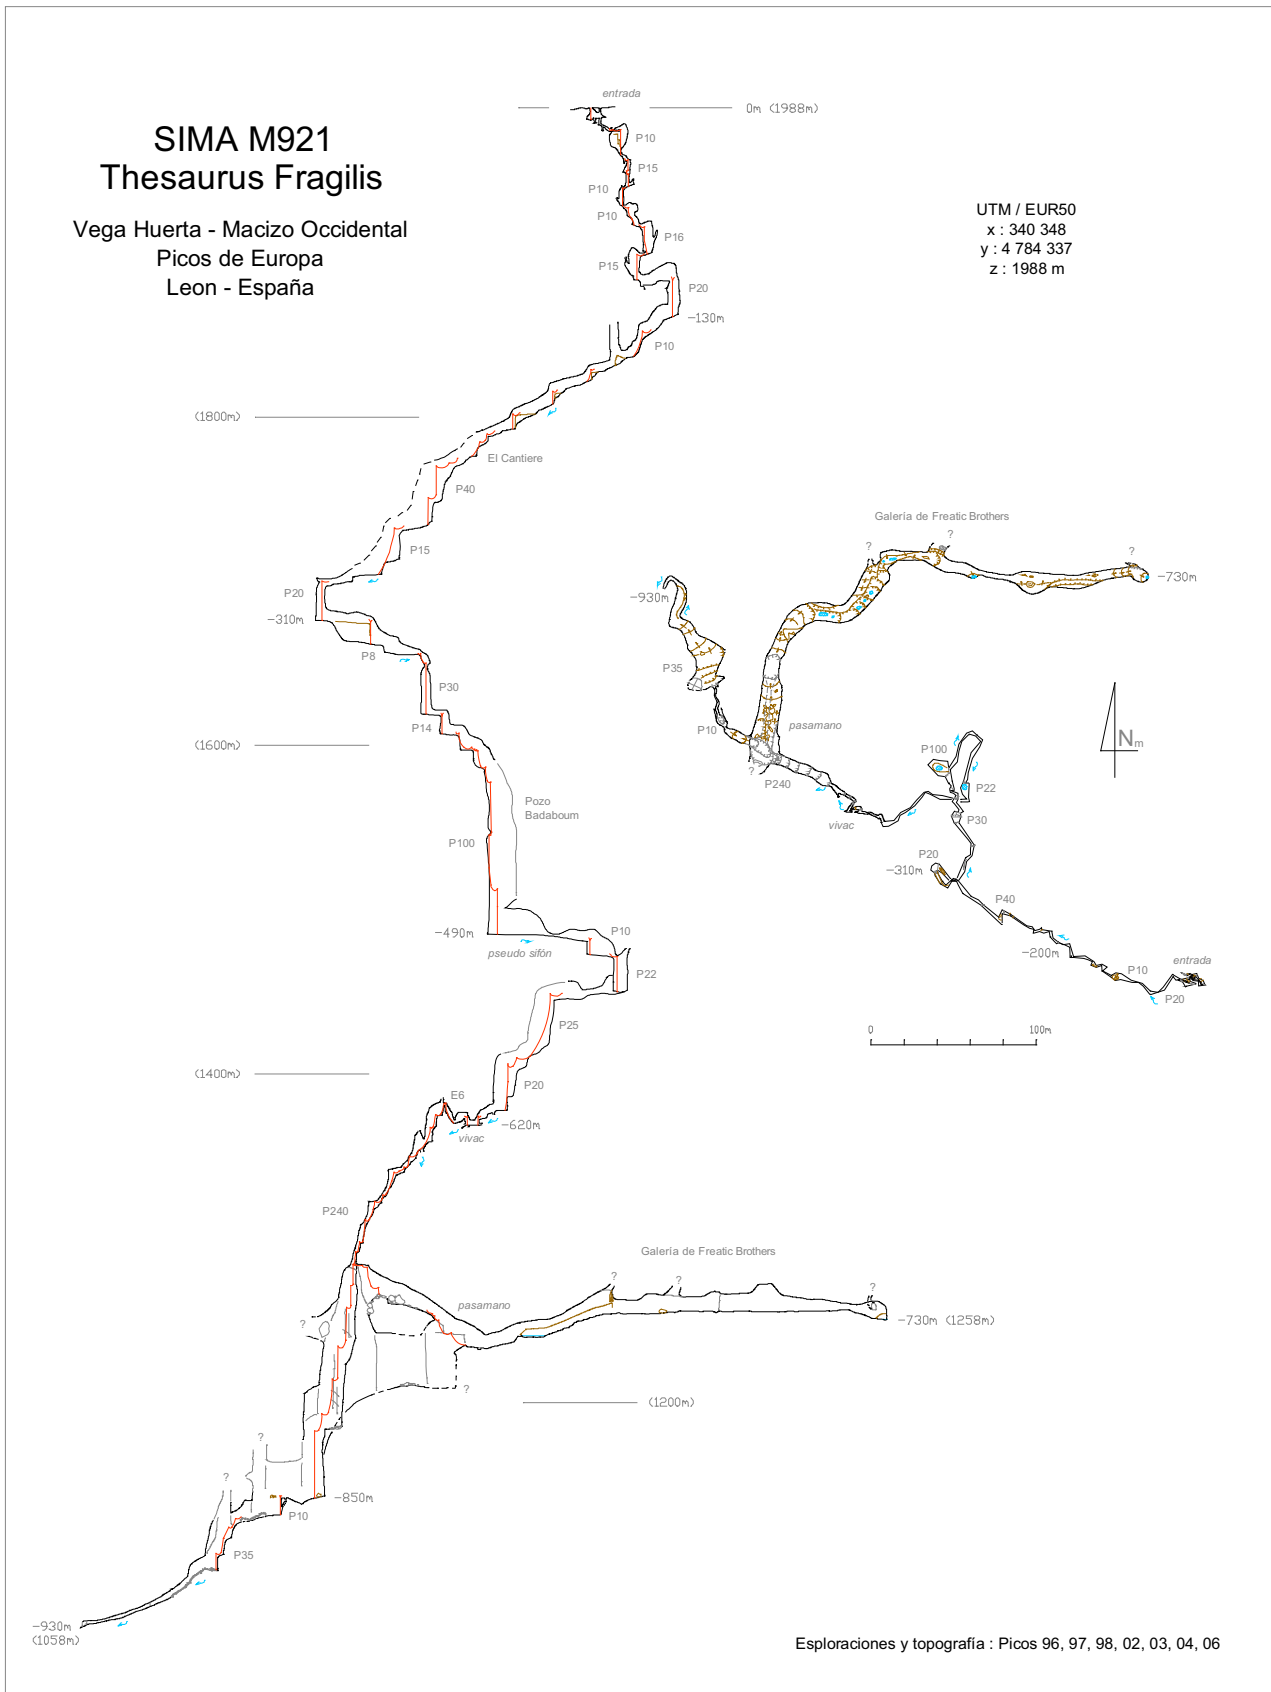 entrada
0m (1988m)
SIMA M921
Thesaurus Fragilis
Vega Huerta - Macizo Occidental
Picos de Europa
Leon - España
UTM / EUR50
x : 340 348
y : 4 784 337
z : 1988 m
P10
P15
P10
P10
P16
P15
P20
-130m
P10
(1800m)
El Cantiere
P40
P15
P20
-310m
P8
P30
P14
(1600m)
Pozo
Badaboum
P100
-490m
pseudo sifón
P10
P22
P25
(1400m)
P20
E6
-620m
vivac
P240
Galería de Freatic Brothers
?
?
?
pasamano
-730m (1258m)
?
?
(1200m)
?
?
-850m
P10
P35
-930m
(1058m)
Galería de Freatic Brothers
?
?
?
-730m
-930m
P35
P10
pasamano
?
P240
vivac
P100
P22
P30
P20
-310m
P40
-200m
P10
entrada
P20
Nm
0
100m
Esploraciones y topografía : Picos 96, 97, 98, 02, 03, 04, 06